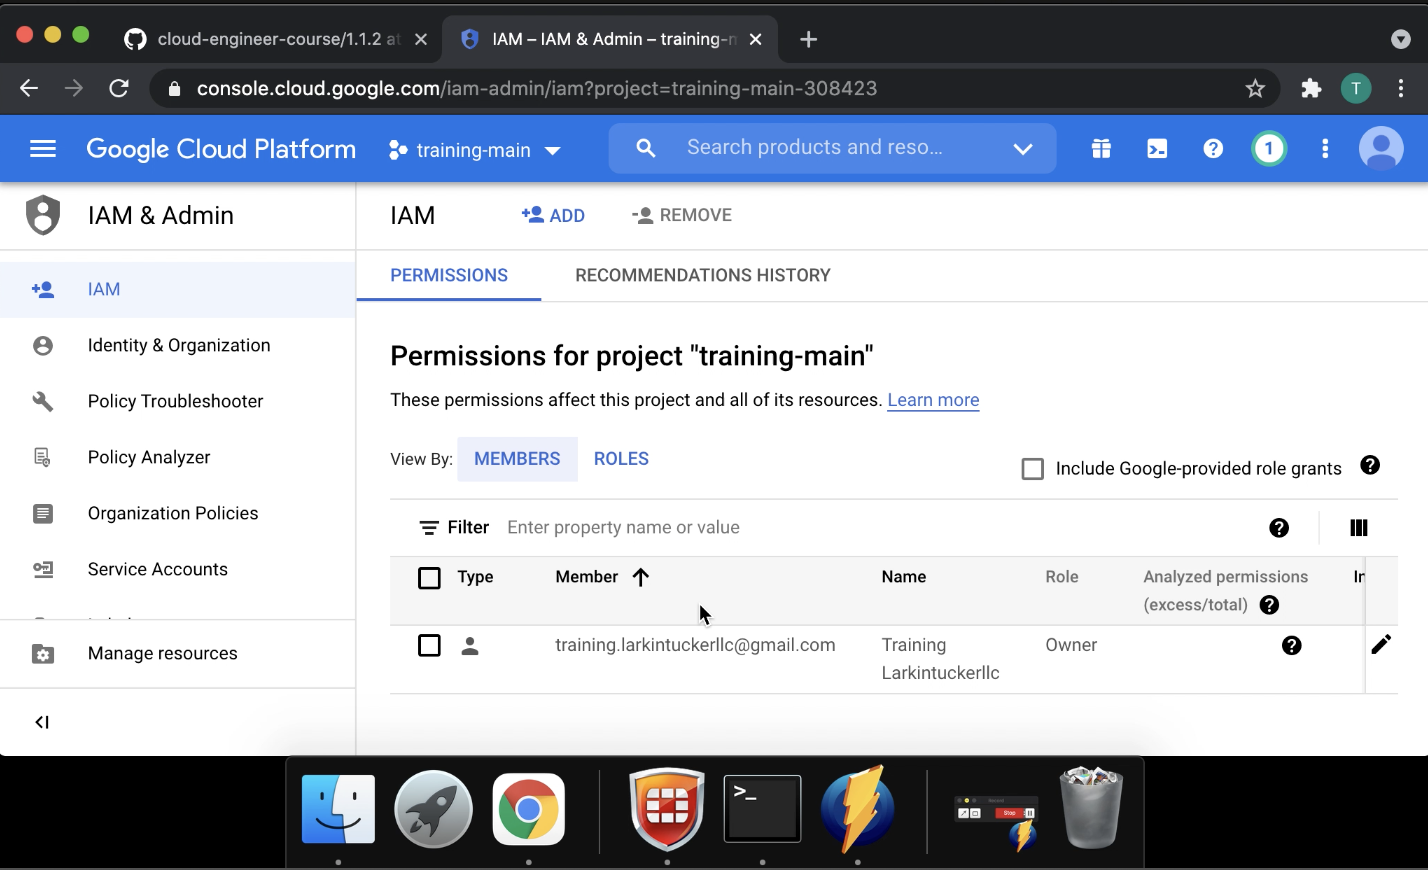 cloud-engineer-course/1.1.2 at
IAM – IAM & Admin – training-m
console.cloud.google.com/iam-admin/iam?project=training-main-308423
T
Google Cloud Platform
training-main
Search products and reso...
1
IAM & Admin
IAM
ADD
REMOVE
IAM
Identity & Organization
Policy Troubleshooter
Policy Analyzer
Organization Policies
Service Accounts
Manage resources
PERMISSIONS
RECOMMENDATIONS HISTORY
Permissions for project "training-main"
These permissions affect this project and all of its resources. Learn more
View By: MEMBERS ROLES
Include Google-provided role grants
Filter Enter property name or value
Type Member Name Role Analyzed permissions In
(excess/total)
training.larkintuckerllc@gmail.com Training Owner
Larkintuckerllc
>_
Stop